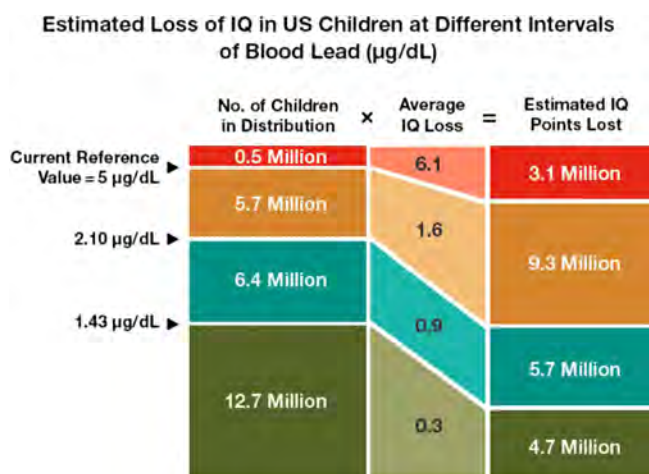 Estimated Loss of IQ in US Children at Different Intervals
of Blood Lead (µg/dL)
No. of Children
in Distribution
×
Average
IQ Loss
=
Estimated IQ
Points Lost
Current Reference
Value = 5 µg/dL
0.5 Million
6.1
3.1 Million
5.7 Million
1.6
9.3 Million
2.10 µg/dL
6.4 Million
0.9
5.7 Million
1.43 µg/dL
12.7 Million
0.3
4.7 Million